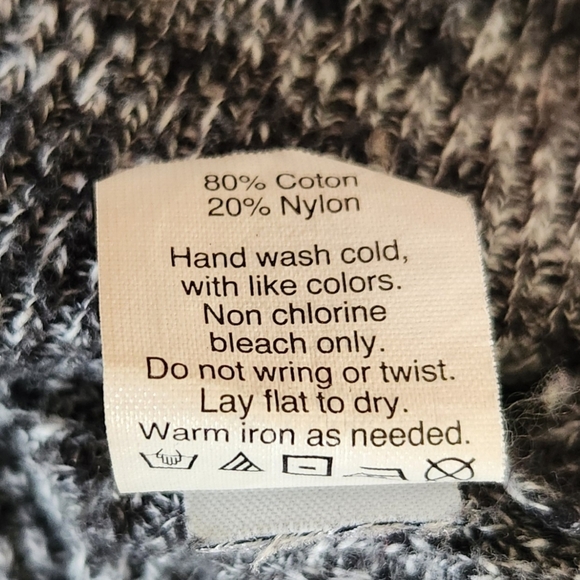 80% Coton
20% Nylon
Hand wash cold,
with like colors.
Non chlorine
bleach only.
Do not wring or twist.
Lay flat to dry.
Warm iron as needed.